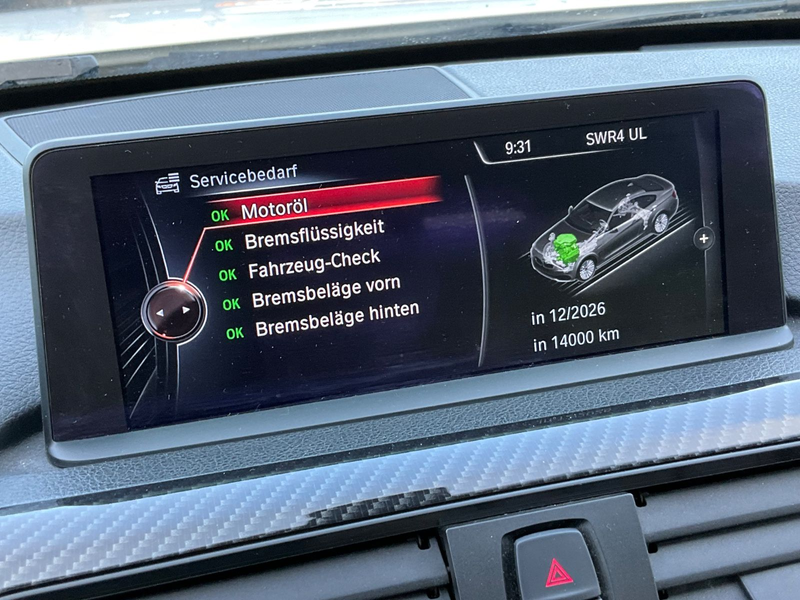 9:31
SWR4 UL
Servicebedarf
OK Motoröl
OK Bremsflüssigkeit
OK Fahrzeug-Check
OK Bremsbeläge vorn
OK Bremsbeläge hinten
in 12/2026
in 14000 km